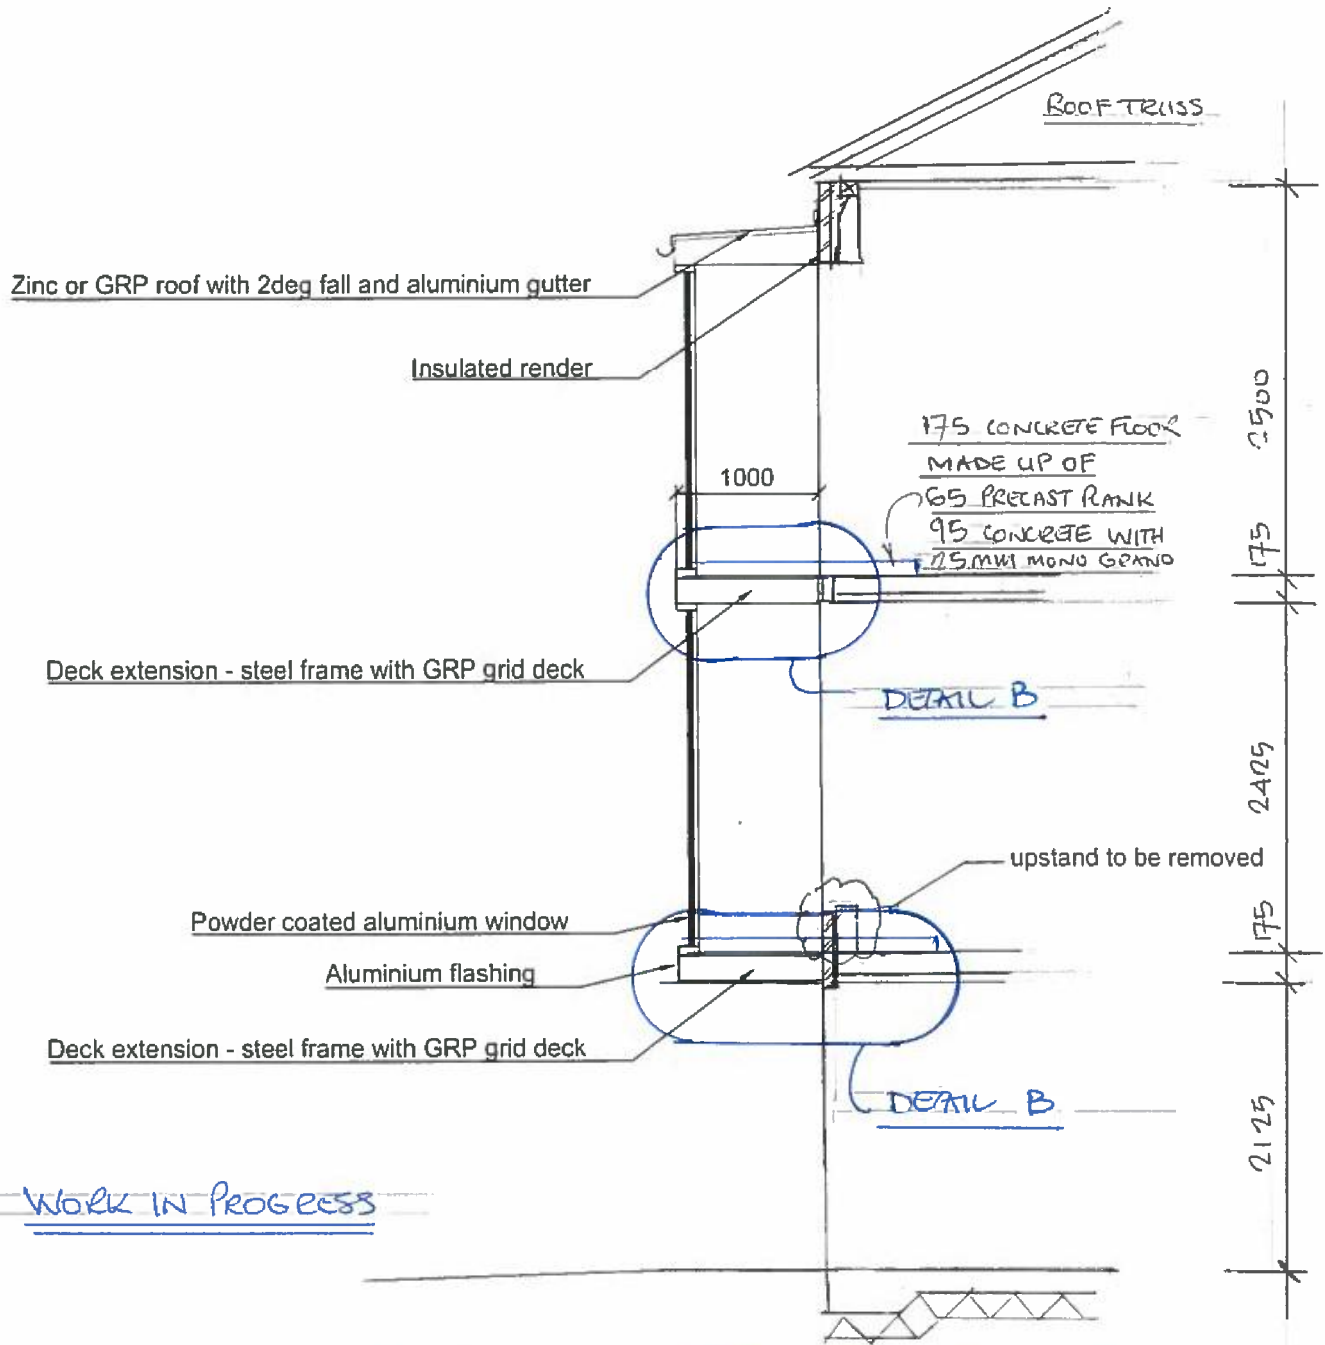 ROOF TRUSS
Zinc or GRP roof with 2deg fall and aluminium gutter
Insulated render
2500
175 CONCRETE FLOOR
MADE UP OF
65 PRECAST PLANK
95 CONCRETE WITH
MONO GRANO
1000
175
Deck extension - steel frame with GRP grid deck
DETAIL B
2425
upstand to be removed
Powder coated aluminium window
175
Aluminium flashing
Deck extension - steel frame with GRP grid deck
DETAIL B
2125
WORK IN PROGRESS